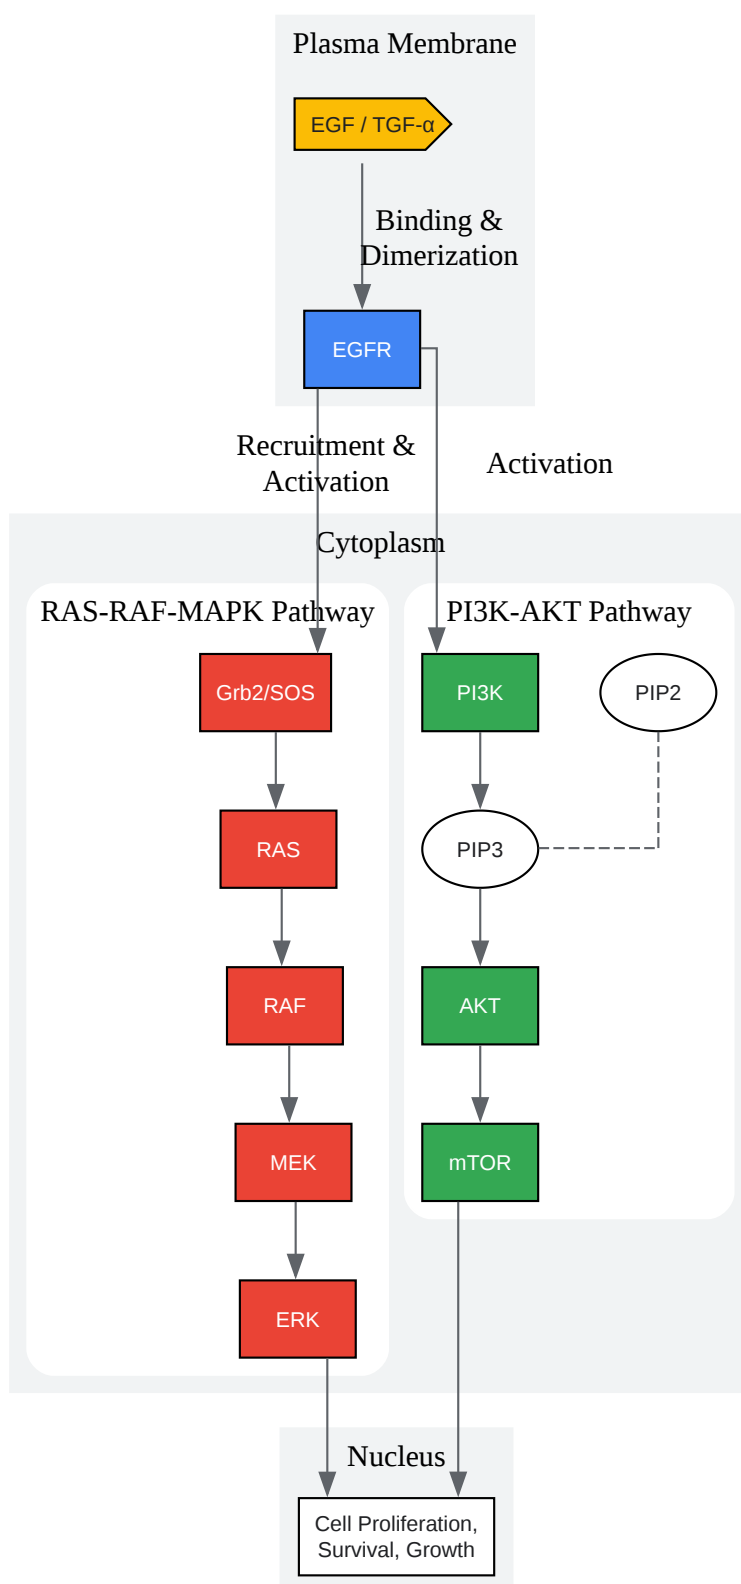 Plasma Membrane
EGF / TGF-α
Binding &
Dimerization
EGFR
Recruitment &
Activation
Activation
Cytoplasm
RAS-RAF-MAPK Pathway
PI3K-AKT Pathway
Grb2/SOS
PI3K
PIP2
RAS
PIP3
RAF
AKT
MEK
mTOR
ERK
Nucleus
Cell Proliferation,
Survival, Growth